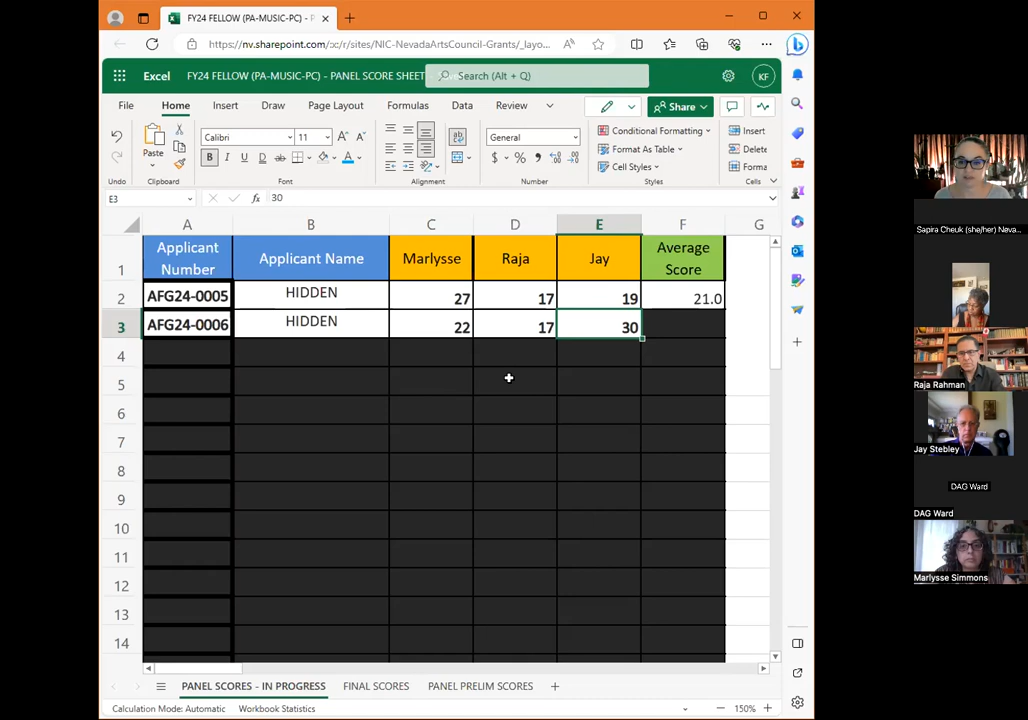 FY24 FELLOW (PA-MUSIC-PC) - P
https://nv.sharepoint.com/:x:/r/sites/NIC-NevadaArtsCouncil-Grants/_layo...
Excel
FY24 FELLOW (PA-MUSIC-PC) - PANEL SCORE SHEET
Search (Alt + Q)
KF
File
Home
Insert
Draw
Page Layout
Formulas
Data
Review
Share
Paste
Calibri
11
B
I
U
D
ab
General
$
%
Conditional Formatting
Format As Table
Cell Styles
Insert
Delete
Forma
Undo
Clipboard
Font
Alignment
Number
Styles
Cells
E3
fx
30
A
B
C
D
E
F
G
1
Applicant
Number
Applicant Name
Marlysse
Raja
Jay
Average
Score
2
AFG24-0005
HIDDEN
27
17
19
21.0
3
AFG24-0006
HIDDEN
22
17
30
4
5
6
7
8
9
10
11
12
13
14
PANEL SCORES - IN PROGRESS
FINAL SCORES
PANEL PRELIM SCORES
Calculation Mode: Automatic
Workbook Statistics
150%
Sapira Cheuk (she/her) Neva...
Raja Rahman
Jay Stebley
DAG Ward
DAG Ward
Marlysse Simmons